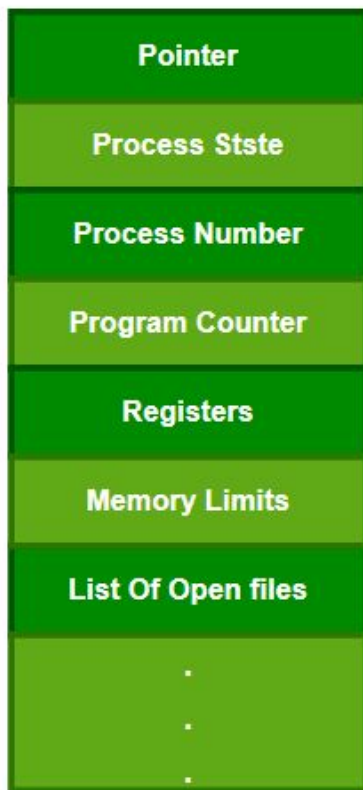 Pointer
Process Stste
Process Number
Program Counter
Registers
Memory Limits
List Of Open files
.
.
.